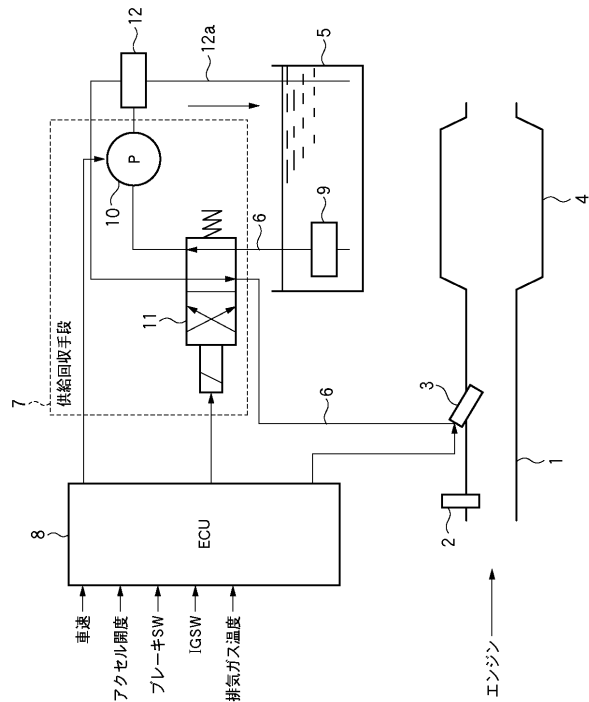 車速
アクセル開度
ブレーキSW
IGSW
排気ガス温度
8
ECU
7
供給回収手段
P
10
11
12
12a
5
9
6
6
3
2
1
4
エンジン